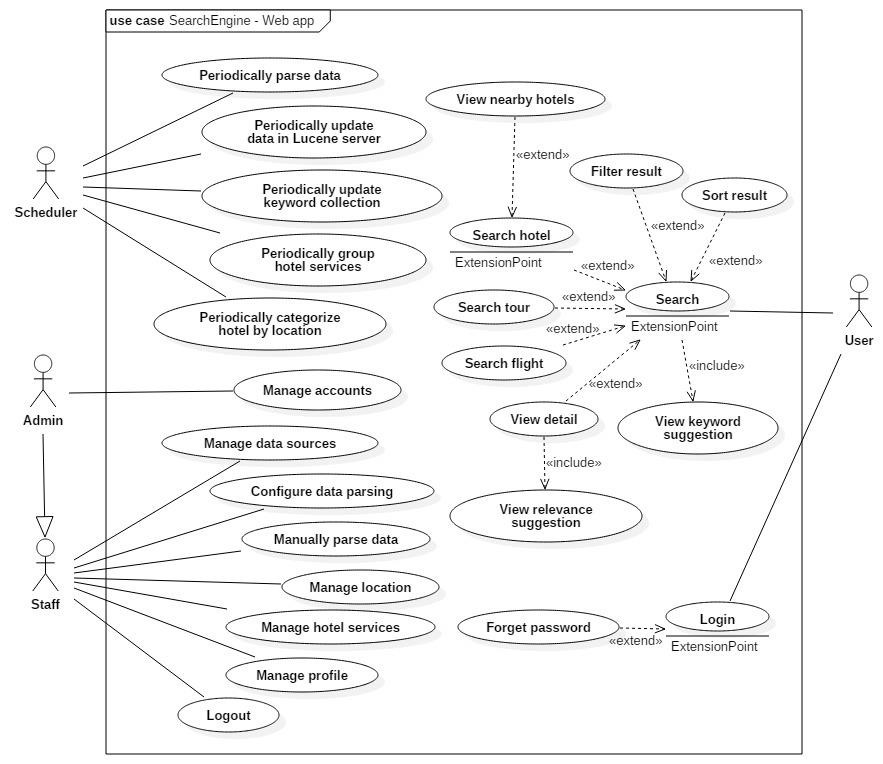 use case SearchEngine - Web app
Periodically parse data
View nearby hotels
Periodically update
data in Lucene server
«extend»
Filter result
Sort result
Scheduler
Periodically update
keyword collection
«extend»
Search hotel
ExtensionPoint
Periodically group
hotel services
«extend»
«extend»
Search
ExtensionPoint
User
Search tour
«extend»
Periodically categorize
hotel by location
«extend»
Search flight
«include»
Admin
Manage accounts
«extend»
View detail
View keyword
suggestion
Manage data sources
«include»
Configure data parsing
View relevance
suggestion
Manually parse data
Staff
Manage location
Manage hotel services
Forget password
«extend»
Login
ExtensionPoint
Manage profile
Logout